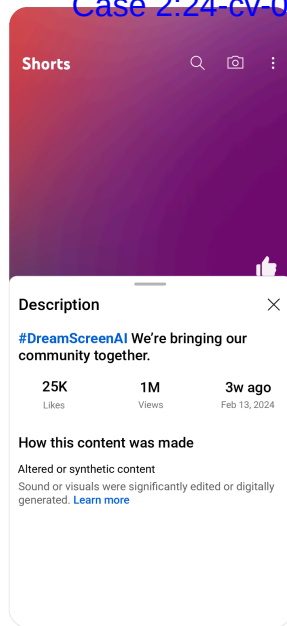 Case 2:24-cv-0
Shorts
Description
#DreamScreenAI We’re bringing our
community together.
25K 1M 3w ago
Likes Views Feb 13, 2024
How this content was made
Altered or synthetic content
Sound or visuals were significantly edited or digitally
generated. Learn more